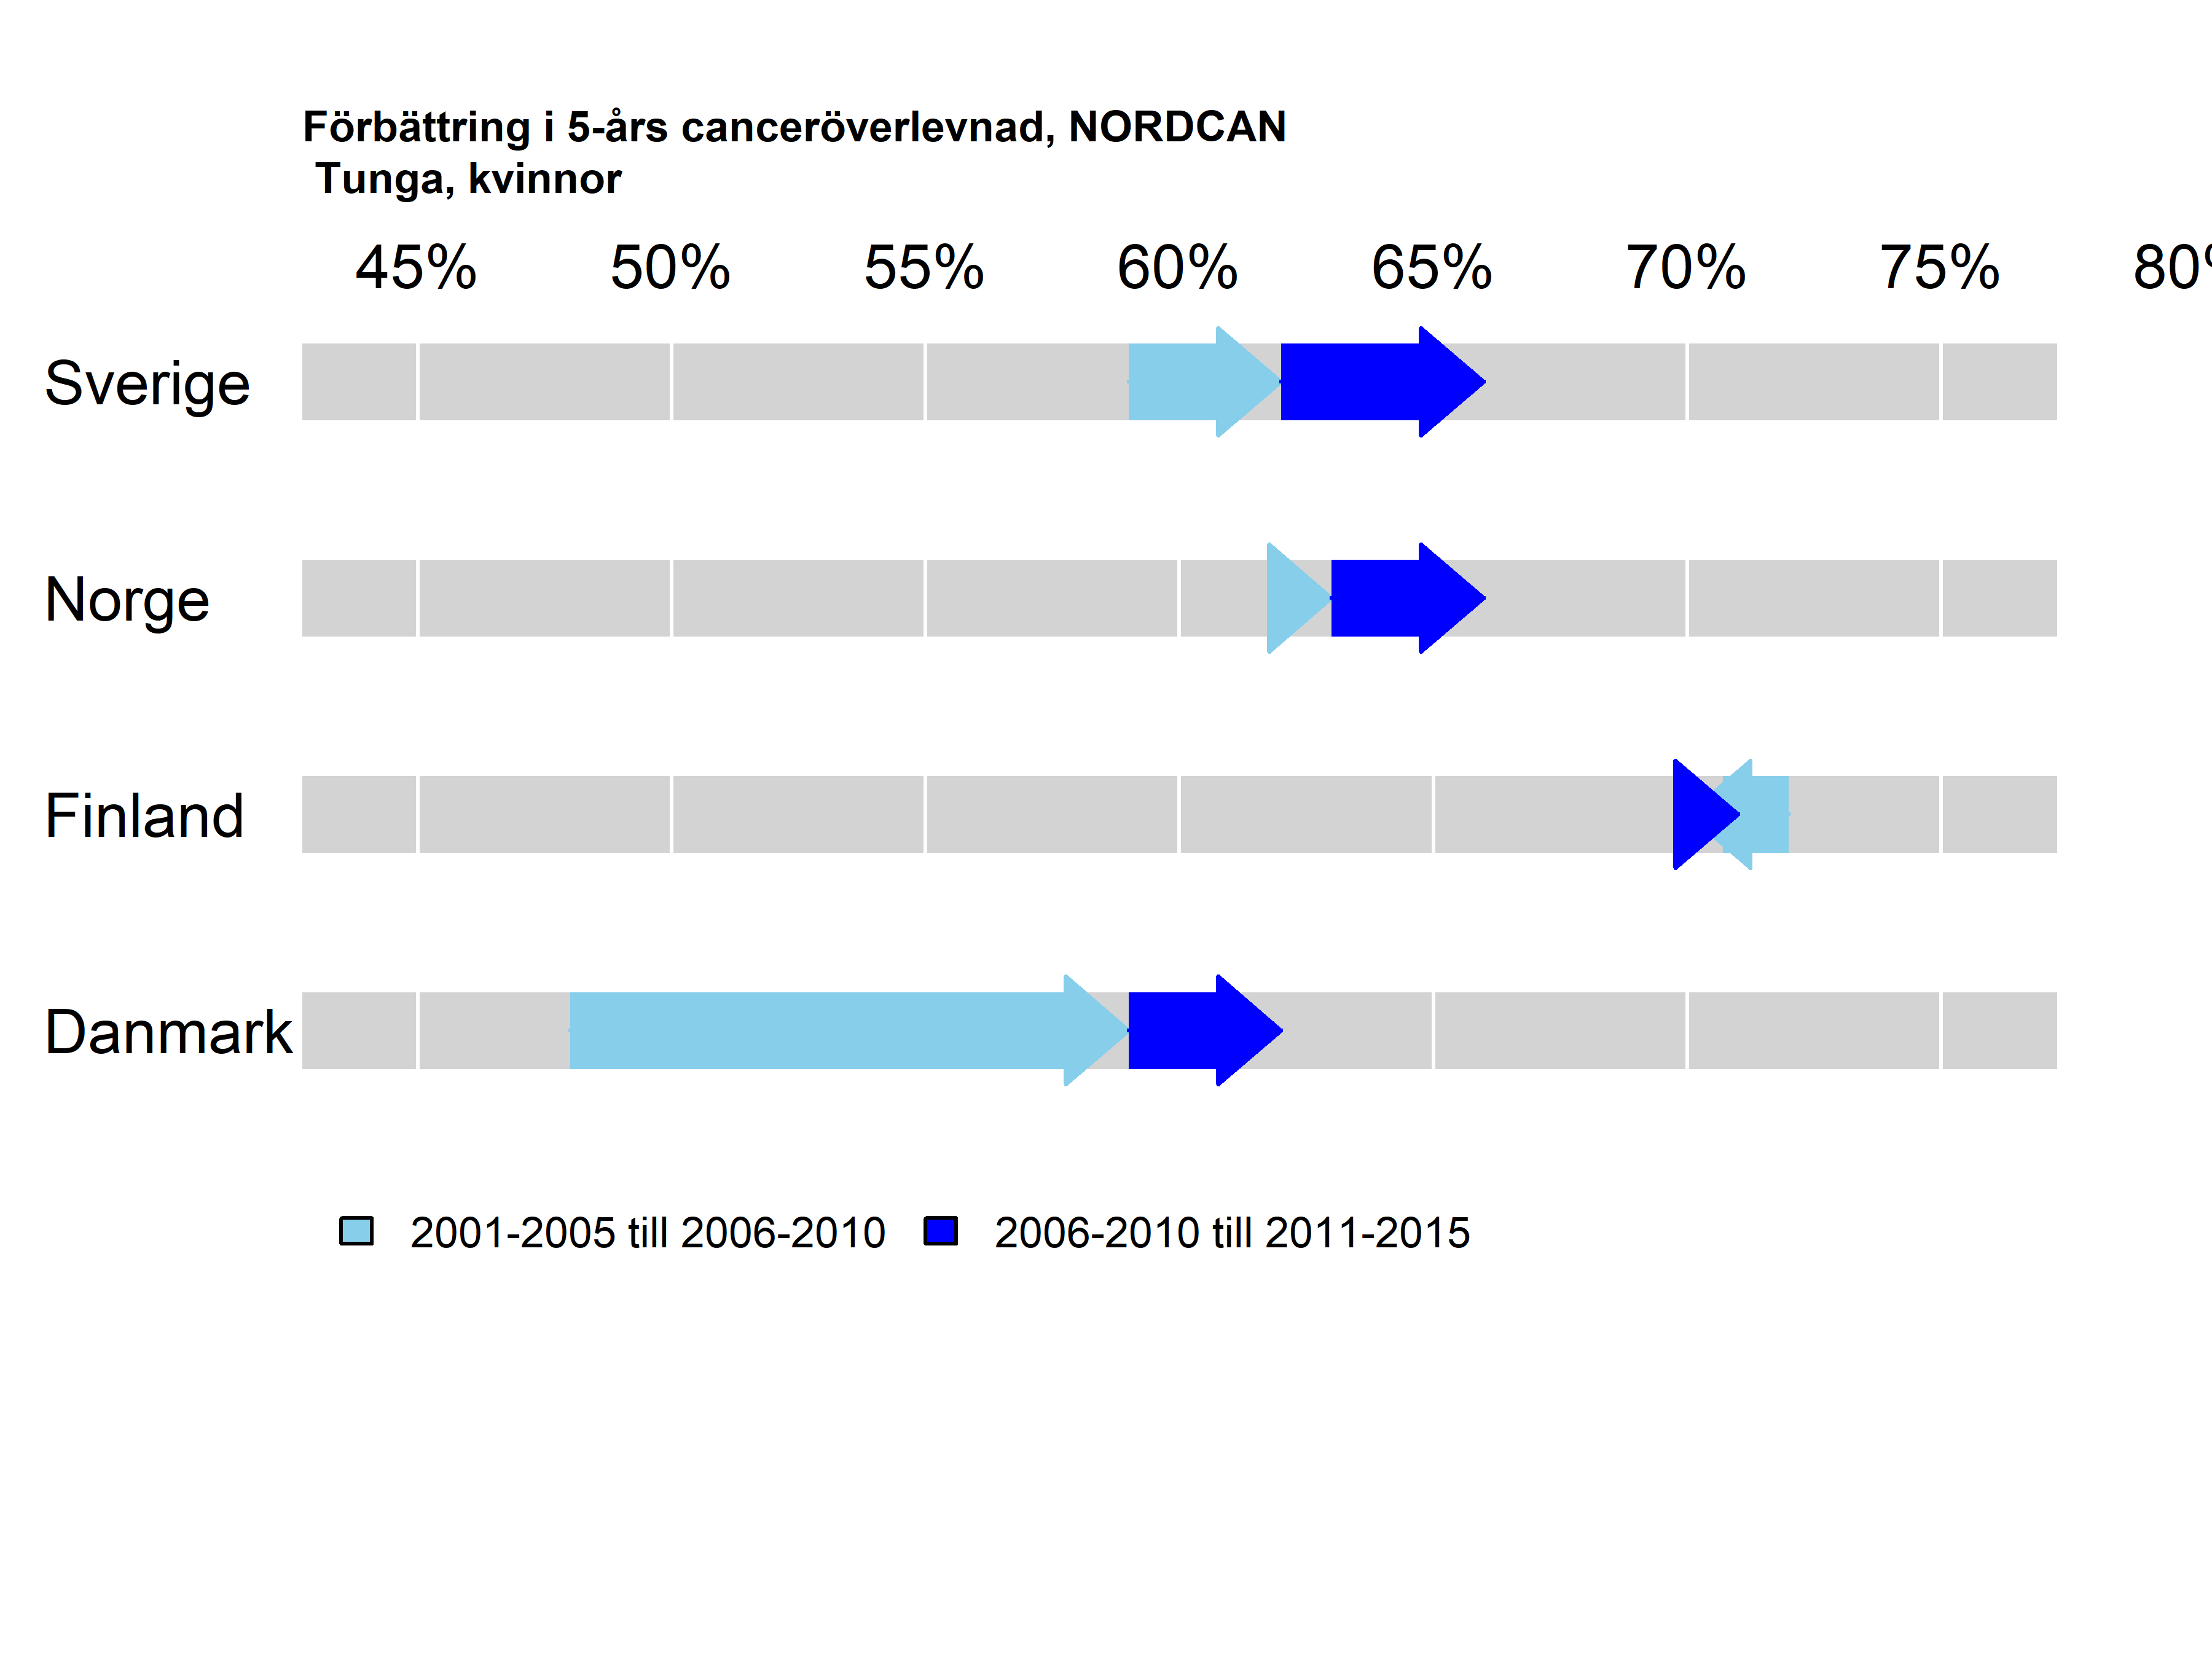 Förbättring i 5-års canceröverlevnad, NORDCAN
Tunga, kvinnor
45% 50% 55% 60% 65% 70% 75% 80%
Sverige
Norge
Finland
Danmark
2001-2005 till 2006-2010 2006-2010 till 2011-2015